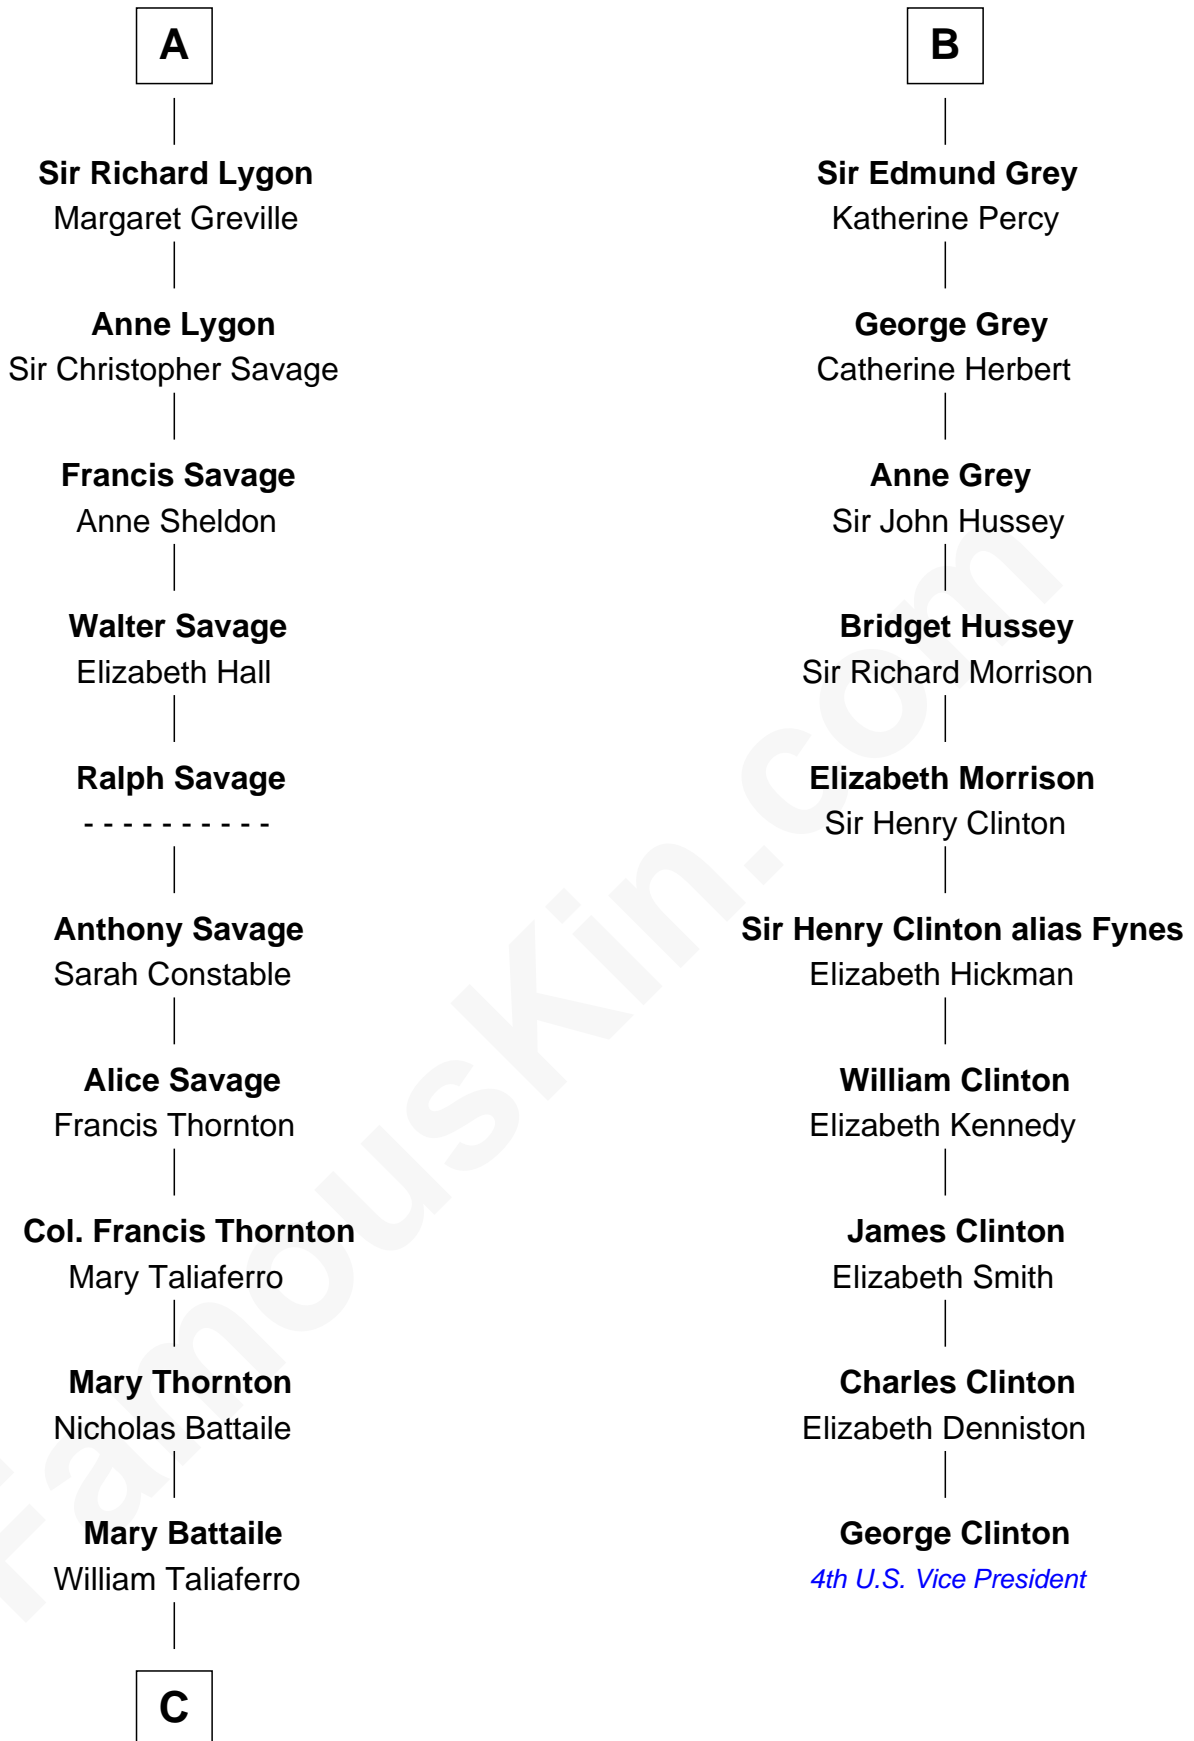 A
Sir Richard Lygon
Margaret Greville
Anne Lygon
Sir Christopher Savage
Francis Savage
Anne Sheldon
Walter Savage
Elizabeth Hall
Ralph Savage
- - - - - - - - - -
Anthony Savage
Sarah Constable
Alice Savage
Francis Thornton
Col. Francis Thornton
Mary Taliaferro
Mary Thornton
Nicholas Battaile
Mary Battaile
William Taliaferro
C
B
Sir Edmund Grey
Katherine Percy
George Grey
Catherine Herbert
Anne Grey
Sir John Hussey
Bridget Hussey
Sir Richard Morrison
Elizabeth Morrison
Sir Henry Clinton
Sir Henry Clinton alias Fynes
Elizabeth Hickman
William Clinton
Elizabeth Kennedy
James Clinton
Elizabeth Smith
Charles Clinton
Elizabeth Denniston
George Clinton
4th U.S. Vice President
FamousKin.com